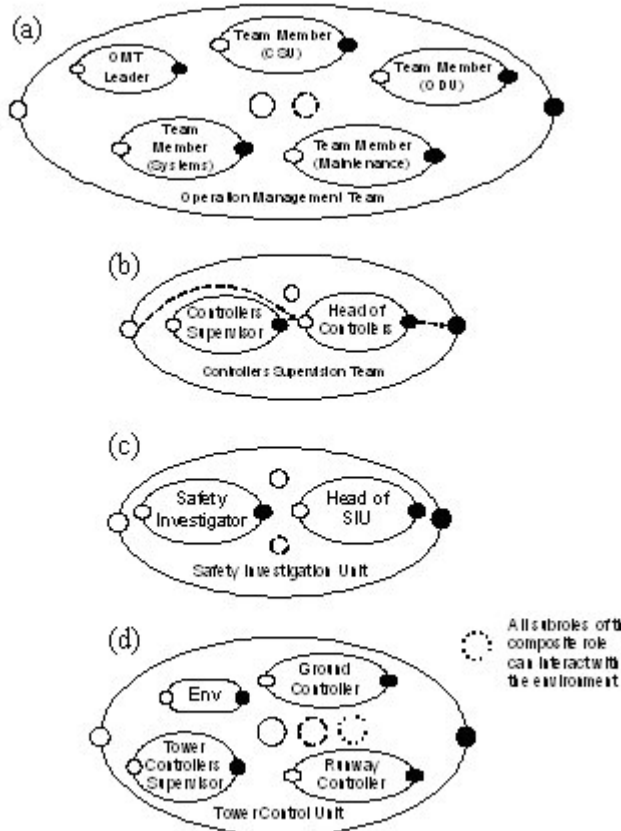 (a)
OMT
Leader
Team Member
(CSU)
Team Member
(ODU)
Team
Member
(Systems)
Team Member
(Maintenance)
Operation Management Team
(b)
Controllers
Supervisor
Head of
Controllers
Controllers Supervision Team
(c)
Safety
Investigator
Head of
SIU
Safety Investigation Unit
(d)
Env
Ground
Controller
Tower
Controllers
Supervisor
Runway
Controller
Tower Control Unit
All subroles of t
composite role
can interact with
the environment